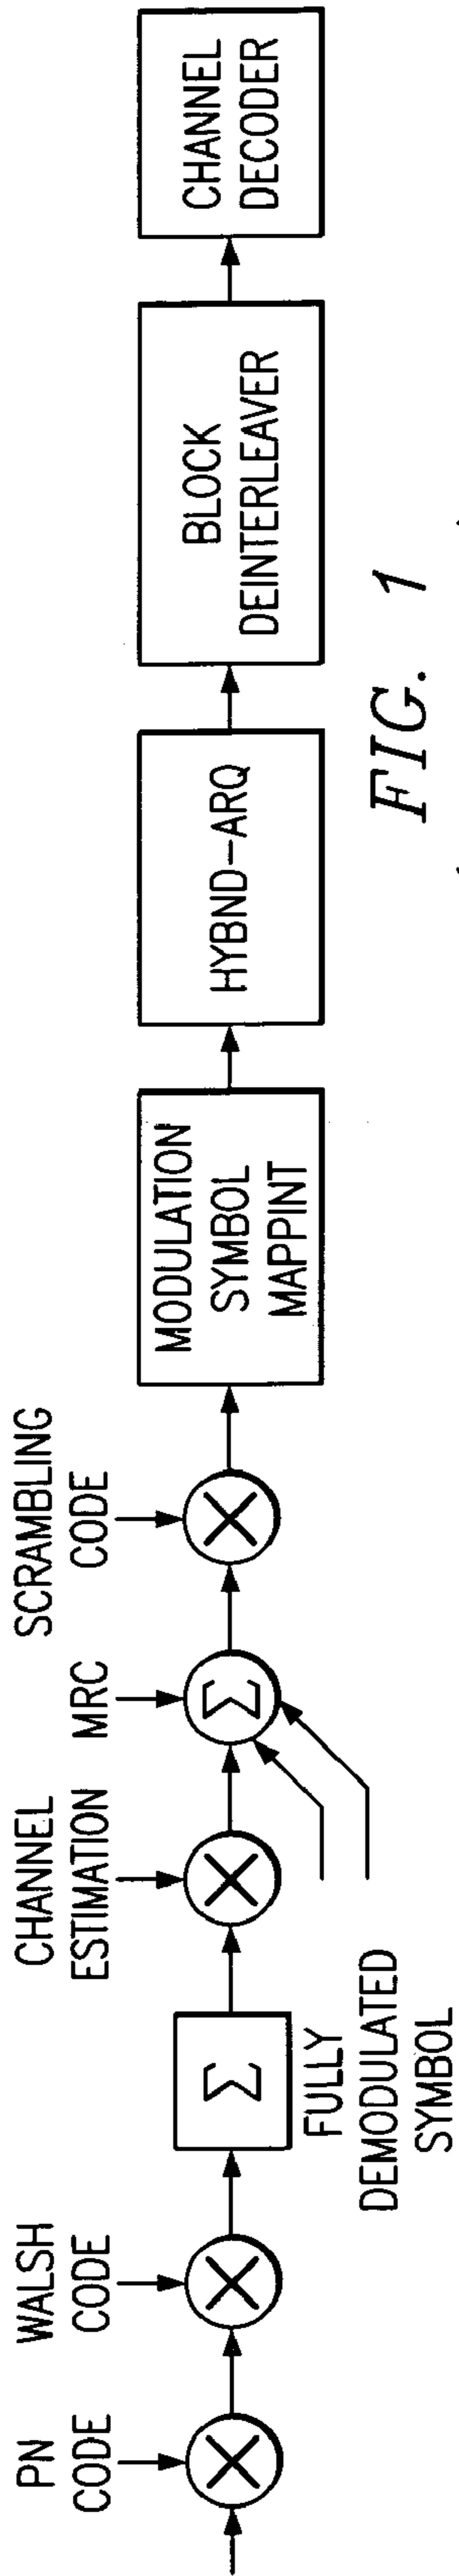 PN
CODE
WALSH
CODE
Σ
FULLY
DEMODULATED
SYMBOL
CHANNEL
ESTIMATION
MRC
Σ
SCRAMBLING
CODE
MODULATION
SYMBOL
MAPPINT
HYBND-ARQ
BLOCK
DEINTERLEAVER
CHANNEL
DECODER
FIG. 1